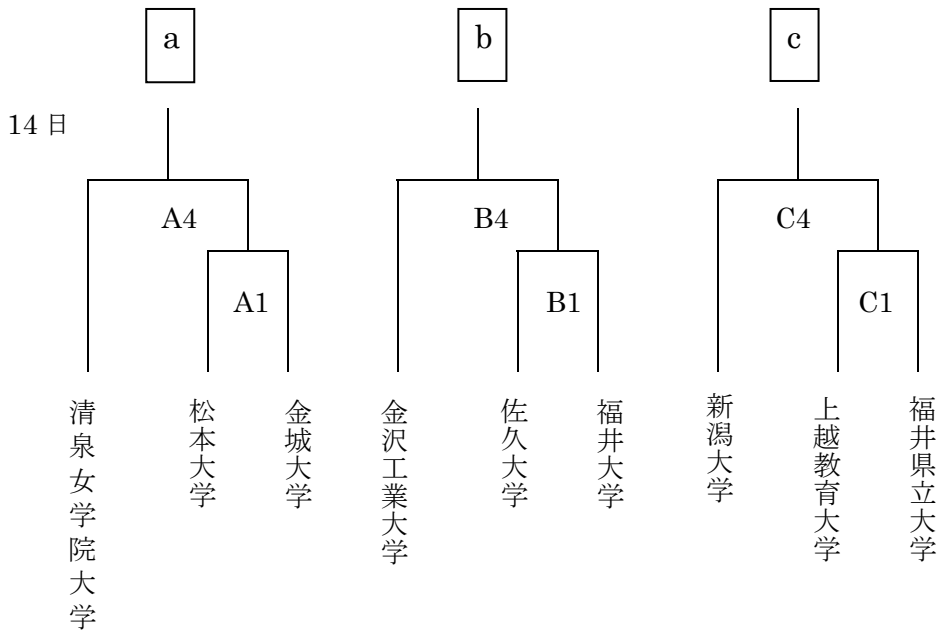 a
b
c
14 日
A4
B4
C4
A1
B1
C1
清泉女学院大学
松本大学
金城大学
金沢工業大学
佐久大学
福井大学
新潟大学
上越教育大学
福井県立大学